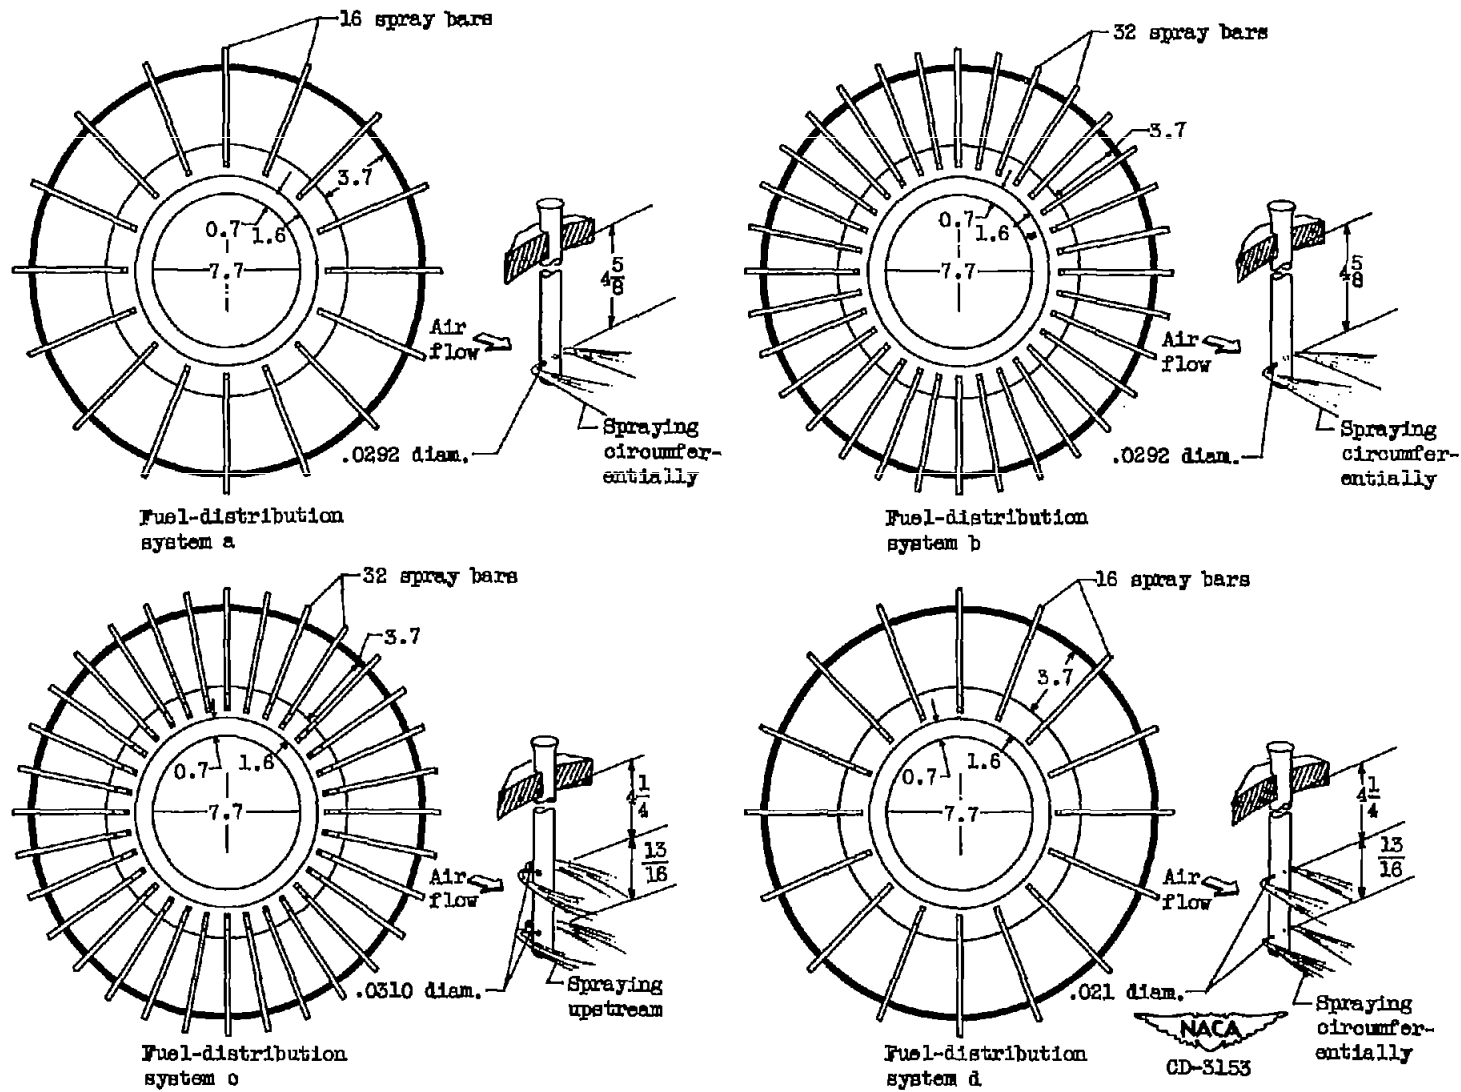 16 spray bars
3.7
0.7
1.6
7.7
4 5/8
Air
flow
.0292 diam.
Spraying
circumfer-
entially
Fuel-distribution
system a
32 spray bars
3.7
0.7
1.6
7.7
4 5/8
Air
flow
.0292 diam.
Spraying
circumfer-
entially
Fuel-distribution
system b
32 spray bars
3.7
0.7
1.6
7.7
4 1/4
13/16
Air
flow
.0310 diam.
Spraying
upstream
Fuel-distribution
system c
16 spray bars
3.7
0.7
1.6
7.7
4 1/4
13/16
Air
flow
.021 diam.
Spraying
circumfer-
entially
Fuel-distribution
system d
NACA
CD-3153